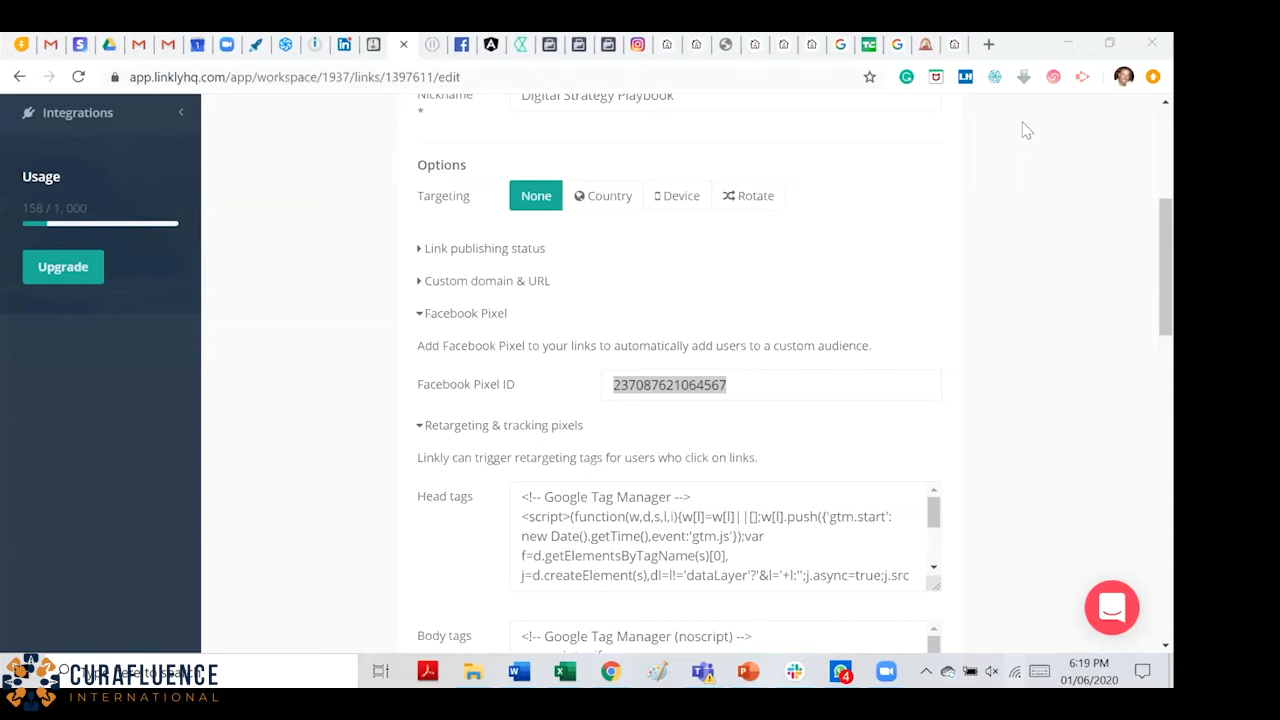 app.linklyhq.com/app/workspace/1937/links/1397611/edit
Integrations
Usage
158 / 1, 000
Upgrade
Nickname
*
Digital Strategy Playbook
Options
Targeting
None
Country
Device
Rotate
Link publishing status
Custom domain & URL
Facebook Pixel
Add Facebook Pixel to your links to automatically add users to a custom audience.
Facebook Pixel ID
237087621064567
Retargeting & tracking pixels
Linkly can trigger retargeting tags for users who click on links.
Head tags
<!-- Google Tag Manager -->
<script>(function(w,d,s,l,i){w[l]=w[l]||[];w[l].push({'gtm.start':
new Date().getTime(),event:'gtm.js'});var
f=d.getElementsByTagName(s)[0],
j=d.createElement(s),dl=l!='dataLayer'?'&l='+l:'';j.async=true;j.src
Body tags
<!-- Google Tag Manager (noscript) -->
CURAFLUENCE
INTERNATIONAL
4
6:19 PM
01/06/2020